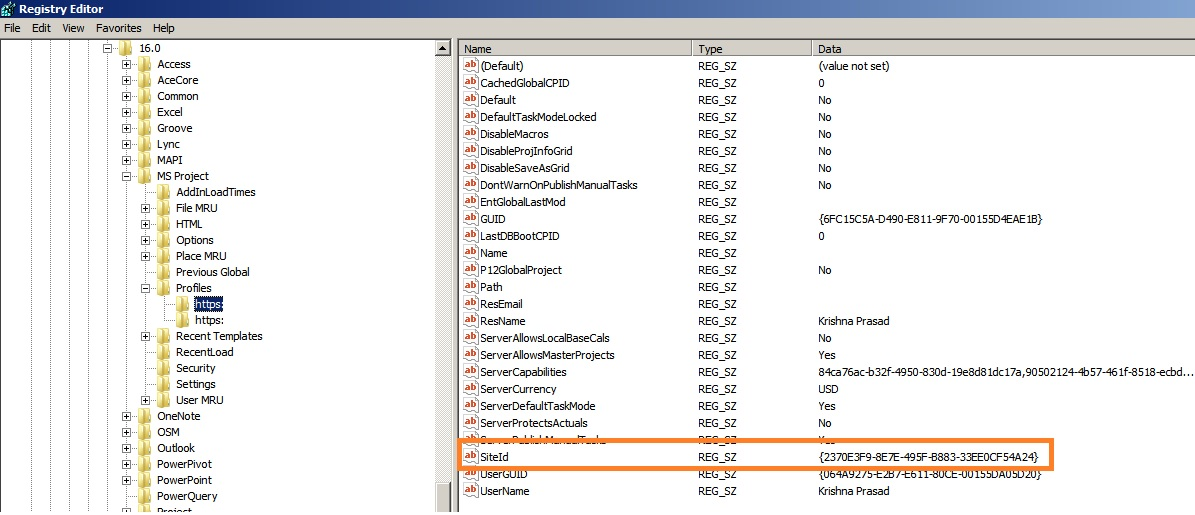 Registry Editor
File Edit View Favorites Help
16.0
Access
AceCore
Common
Excel
Groove
Lync
MAPI
MS Project
AddInLoadTimes
File MRU
HTML
Options
Place MRU
Previous Global
Profiles
https:
https:
Recent Templates
RecentLoad
Security
Settings
User MRU
OneNote
OSM
Outlook
PowerPivot
PowerPoint
PowerQuery
Project
Name Type Data
(Default) REG_SZ (value not set)
CachedGlobalCPID REG_SZ 0
Default REG_SZ No
DefaultTaskModeLocked REG_SZ No
DisableMacros REG_SZ No
DisableProjInfoGrid REG_SZ No
DisableSaveAsGrid REG_SZ No
DontWarnOnPublishManualTasks REG_SZ No
EntGlobalLastMod REG_SZ
GUID REG_SZ {6FC15C5A-D490-E811-9F70-00155D4EAE1B}
LastDBBootCPID REG_SZ 0
Name REG_SZ
P12GlobalProject REG_SZ No
Path REG_SZ
ResEmail REG_SZ
ResName REG_SZ Krishna Prasad
ServerAllowsLocalBaseCals REG_SZ No
ServerAllowsMasterProjects REG_SZ Yes
ServerCapabilities REG_SZ 84ca76ac-b32f-4950-830d-19e8d81dc17a,90502124-4b57-461f-8518-ecbd...
ServerCurrency REG_SZ USD
ServerDefaultTaskMode REG_SZ Yes
ServerProtectsActuals REG_SZ No
ServerPublishManualTasks REG_SZ Yes
SiteId REG_SZ {2370E3F9-8E7E-495F-B883-33EE0CF54A24}
UserGUID REG_SZ {064A9275-E2B7-E611-80CE-00155DA05D20}
UserName REG_SZ Krishna Prasad